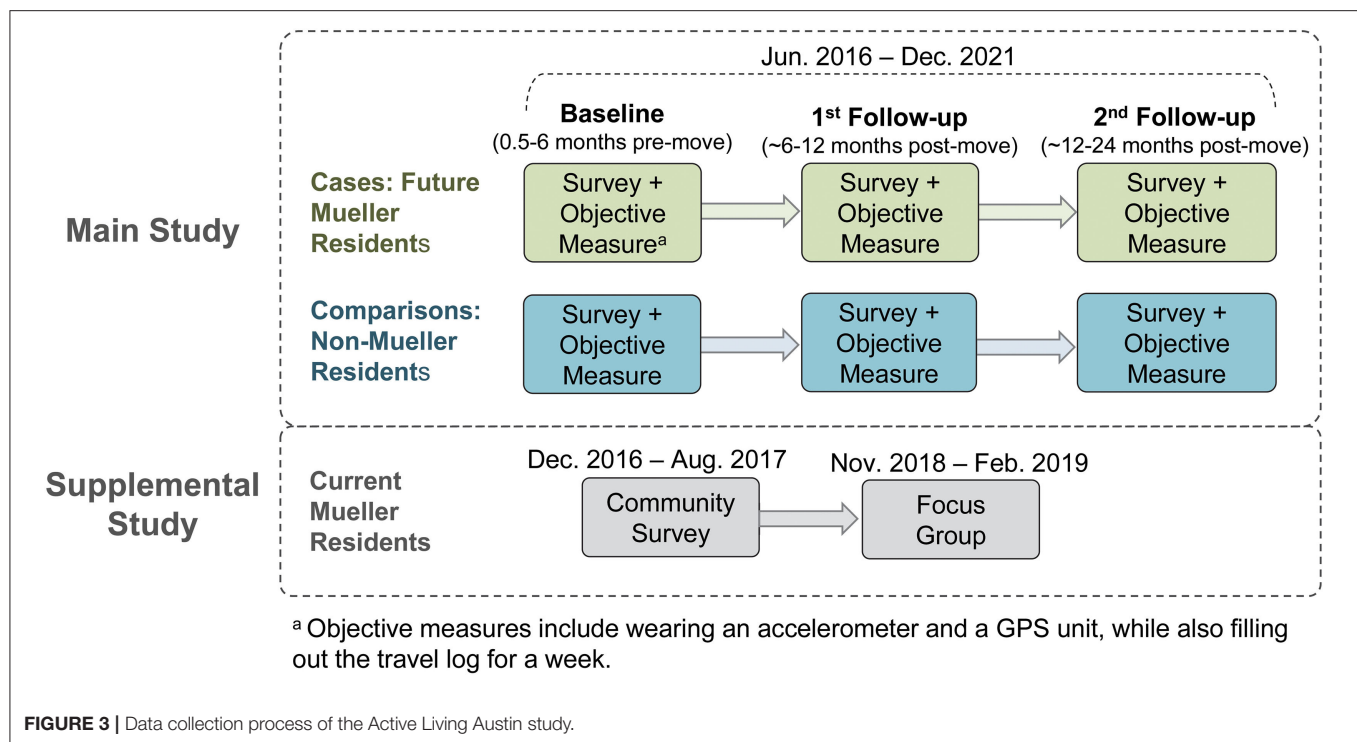 Jun. 2016 – Dec. 2021
Baseline
(0.5-6 months pre-move)
1st Follow-up
(~6-12 months post-move)
2nd Follow-up
(~12-24 months post-move)
Main Study
Cases: Future
Mueller
Residents
Survey +
Objective
Measureᵃ
Survey +
Objective
Measure
Survey +
Objective
Measure
Comparisons:
Non-Mueller
Residents
Survey +
Objective
Measure
Survey +
Objective
Measure
Survey +
Objective
Measure
Supplemental
Study
Current
Mueller
Residents
Dec. 2016 – Aug. 2017
Community
Survey
Nov. 2018 – Feb. 2019
Focus
Group
ᵃ Objective measures include wearing an accelerometer and a GPS unit, while also filling
out the travel log for a week.
FIGURE 3 | Data collection process of the Active Living Austin study.